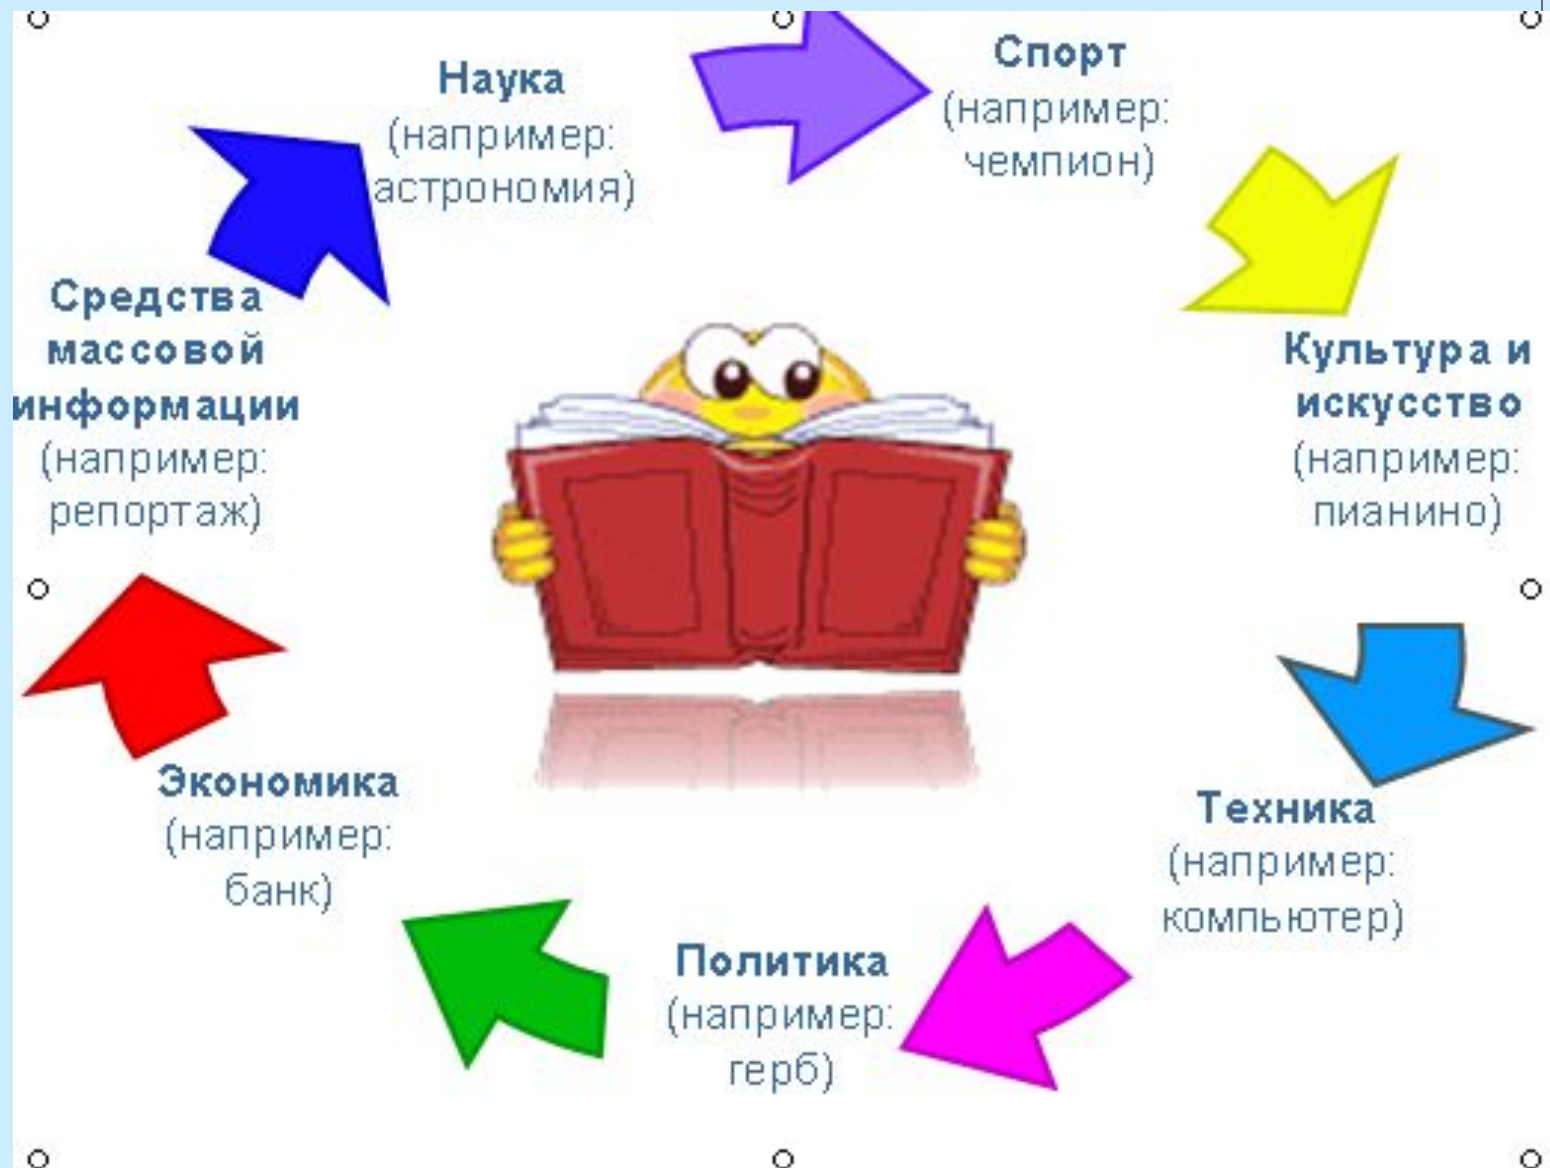 Наука
(например:
астрономия)
Спорт
(например:
чемпион)
Культура и
искусство
(например:
пианино)
Техника
(например:
компьютер)
Политика
(например:
герб)
Экономика
(например:
банк)
Средства
массовой
информации
(например:
репортаж)